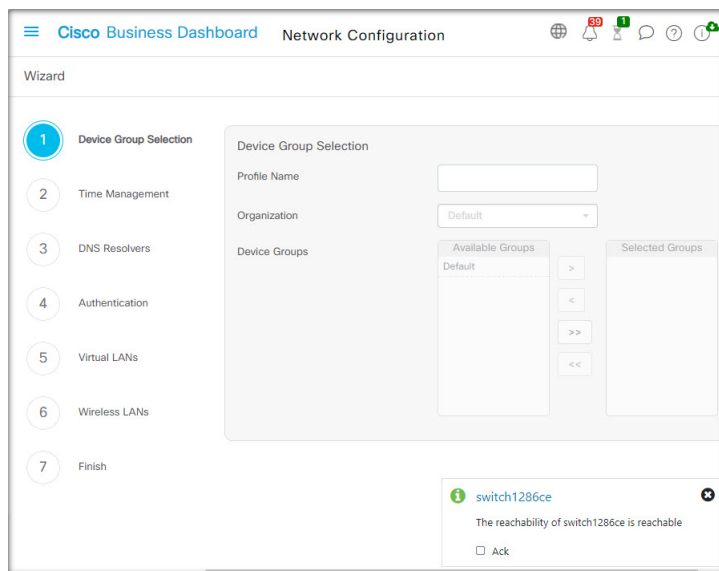 Cisco Business Dashboard Network Configuration
39
1
Wizard
1 Device Group Selection
2 Time Management
3 DNS Resolvers
4 Authentication
5 Virtual LANs
6 Wireless LANs
7 Finish
Device Group Selection
Profile Name
Organization
Default
Device Groups
Available Groups
Default
>
<
>>
<<
Selected Groups
switch1286ce
The reachability of switch1286ce is reachable
Ack